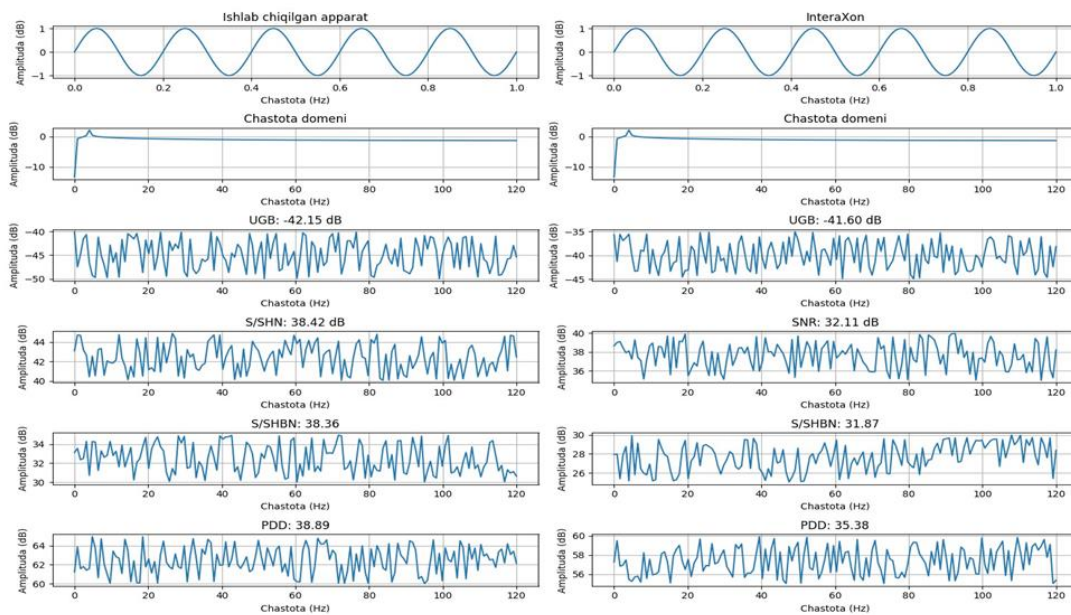 Ishlab chiqilgan apparat
Amplituda (dB)
1
0
−1
0.0 0.2 0.4 0.6 0.8 1.0
Chastota (Hz)
InteraXon
Amplituda (dB)
1
0
−1
0.0 0.2 0.4 0.6 0.8 1.0
Chastota (Hz)
Chastota domeni
Amplituda (dB)
0
−10
0 20 40 60 80 100 120
Chastota (Hz)
Chastota domeni
Amplituda (dB)
0
−10
0 20 40 60 80 100 120
Chastota (Hz)
UGB: -42.15 dB
Amplituda (dB)
−40
−45
−50
0 20 40 60 80 100 120
Chastota (Hz)
UGB: -41.60 dB
Amplituda (dB)
−35
−40
−45
0 20 40 60 80 100 120
Chastota (Hz)
S/SHN: 38.42 dB
Amplituda (dB)
44
42
40
0 20 40 60 80 100 120
Chastota (Hz)
SNR: 32.11 dB
Amplituda (dB)
40
38
36
0 20 40 60 80 100 120
Chastota (Hz)
S/SHBN: 38.36
Amplituda (dB)
34
32
30
0 20 40 60 80 100 120
Chastota (Hz)
S/SHBN: 31.87
Amplituda (dB)
30
28
26
0 20 40 60 80 100 120
Chastota (Hz)
PDD: 38.89
Amplituda (dB)
64
62
60
0 20 40 60 80 100 120
Chastota (Hz)
PDD: 35.38
Amplituda (dB)
60
58
56
0 20 40 60 80 100 120
Chastota (Hz)